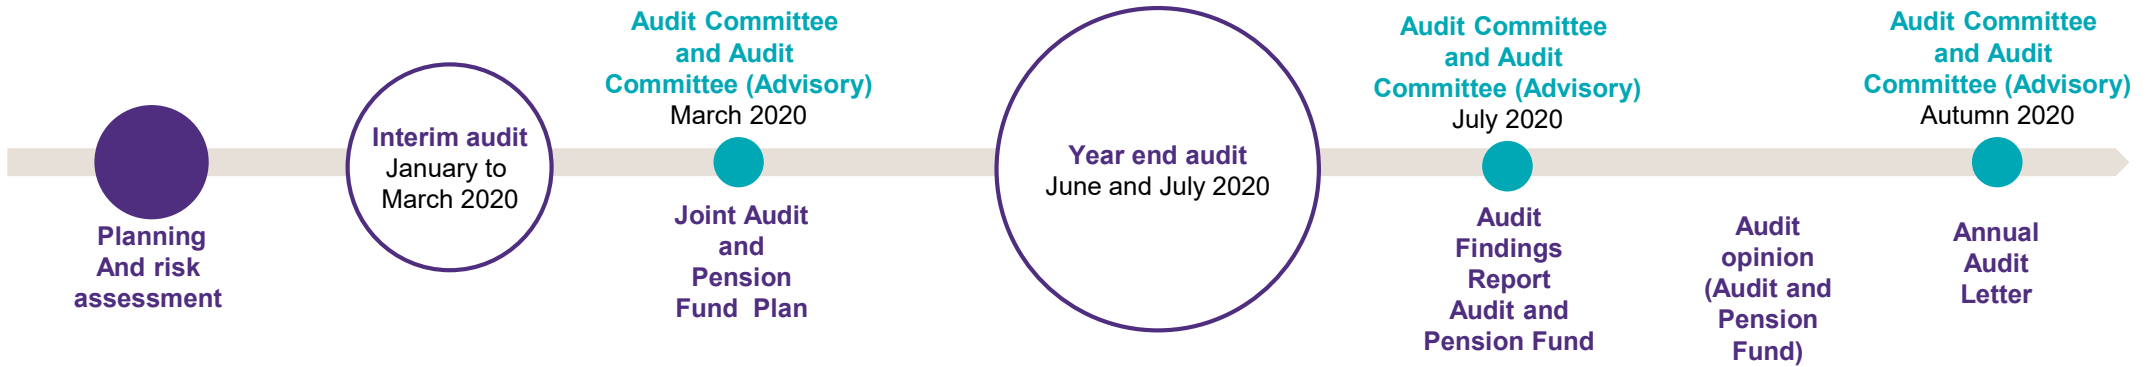 Planning
And risk
assessment
Interim audit
January to
March 2020
Audit Committee
and Audit
Committee (Advisory)
March 2020
Joint Audit
and
Pension
Fund Plan
Year end audit
June and July 2020
Audit Committee
and Audit
Committee (Advisory)
July 2020
Audit
Findings
Report
Audit and
Pension Fund
Audit
opinion
(Audit and
Pension
Fund)
Audit Committee
and Audit
Committee (Advisory)
Autumn 2020
Annual
Audit
Letter